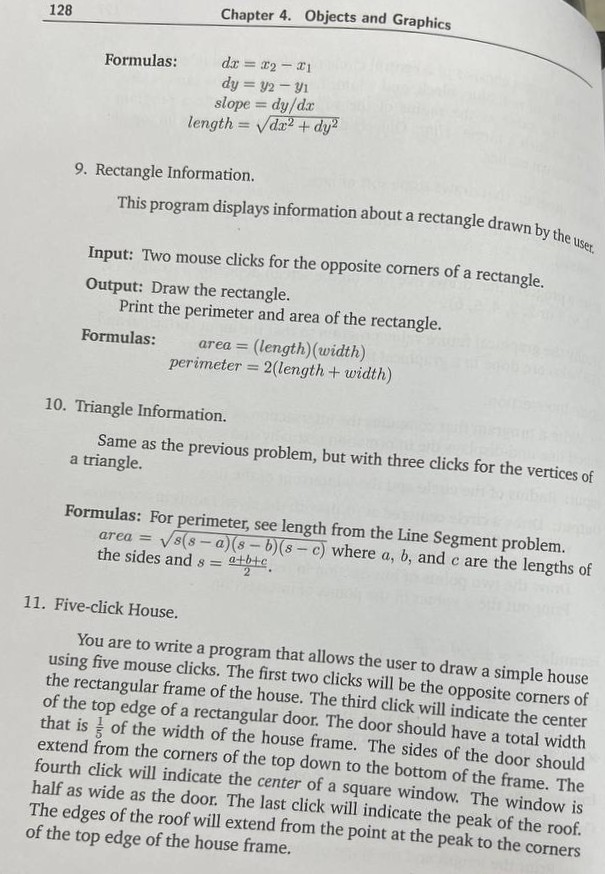 128
Chapter 4. Objects and Graphics
Formulas: dx = x₂ − x₁
dy = y₂ − y₁
slope = dy/dx
length = √(dx² + dy²)
9. Rectangle Information.
This program displays information about a rectangle drawn by the user.
Input: Two mouse clicks for the opposite corners of a rectangle.
Output: Draw the rectangle.
Print the perimeter and area of the rectangle.
Formulas: area = (length)(width)
perimeter = 2(length + width)
10. Triangle Information.
Same as the previous problem, but with three clicks for the vertices of
a triangle.
Formulas: For perimeter, see length from the Line Segment problem.
area = √(s(s − a)(s − b)(s − c)) where a, b, and c are the lengths of
the sides and s = (a+b+c)/2.
11. Five-click House.
You are to write a program that allows the user to draw a simple house
using five mouse clicks. The first two clicks will be the opposite corners of
the rectangular frame of the house. The third click will indicate the center
of the top edge of a rectangular door. The door should have a total width
that is 1/5 of the width of the house frame. The sides of the door should
extend from the corners of the top down to the bottom of the frame. The
fourth click will indicate the center of a square window. The window is
half as wide as the door. The last click will indicate the peak of the roof.
The edges of the roof will extend from the point at the peak to the corners
of the top edge of the house frame.